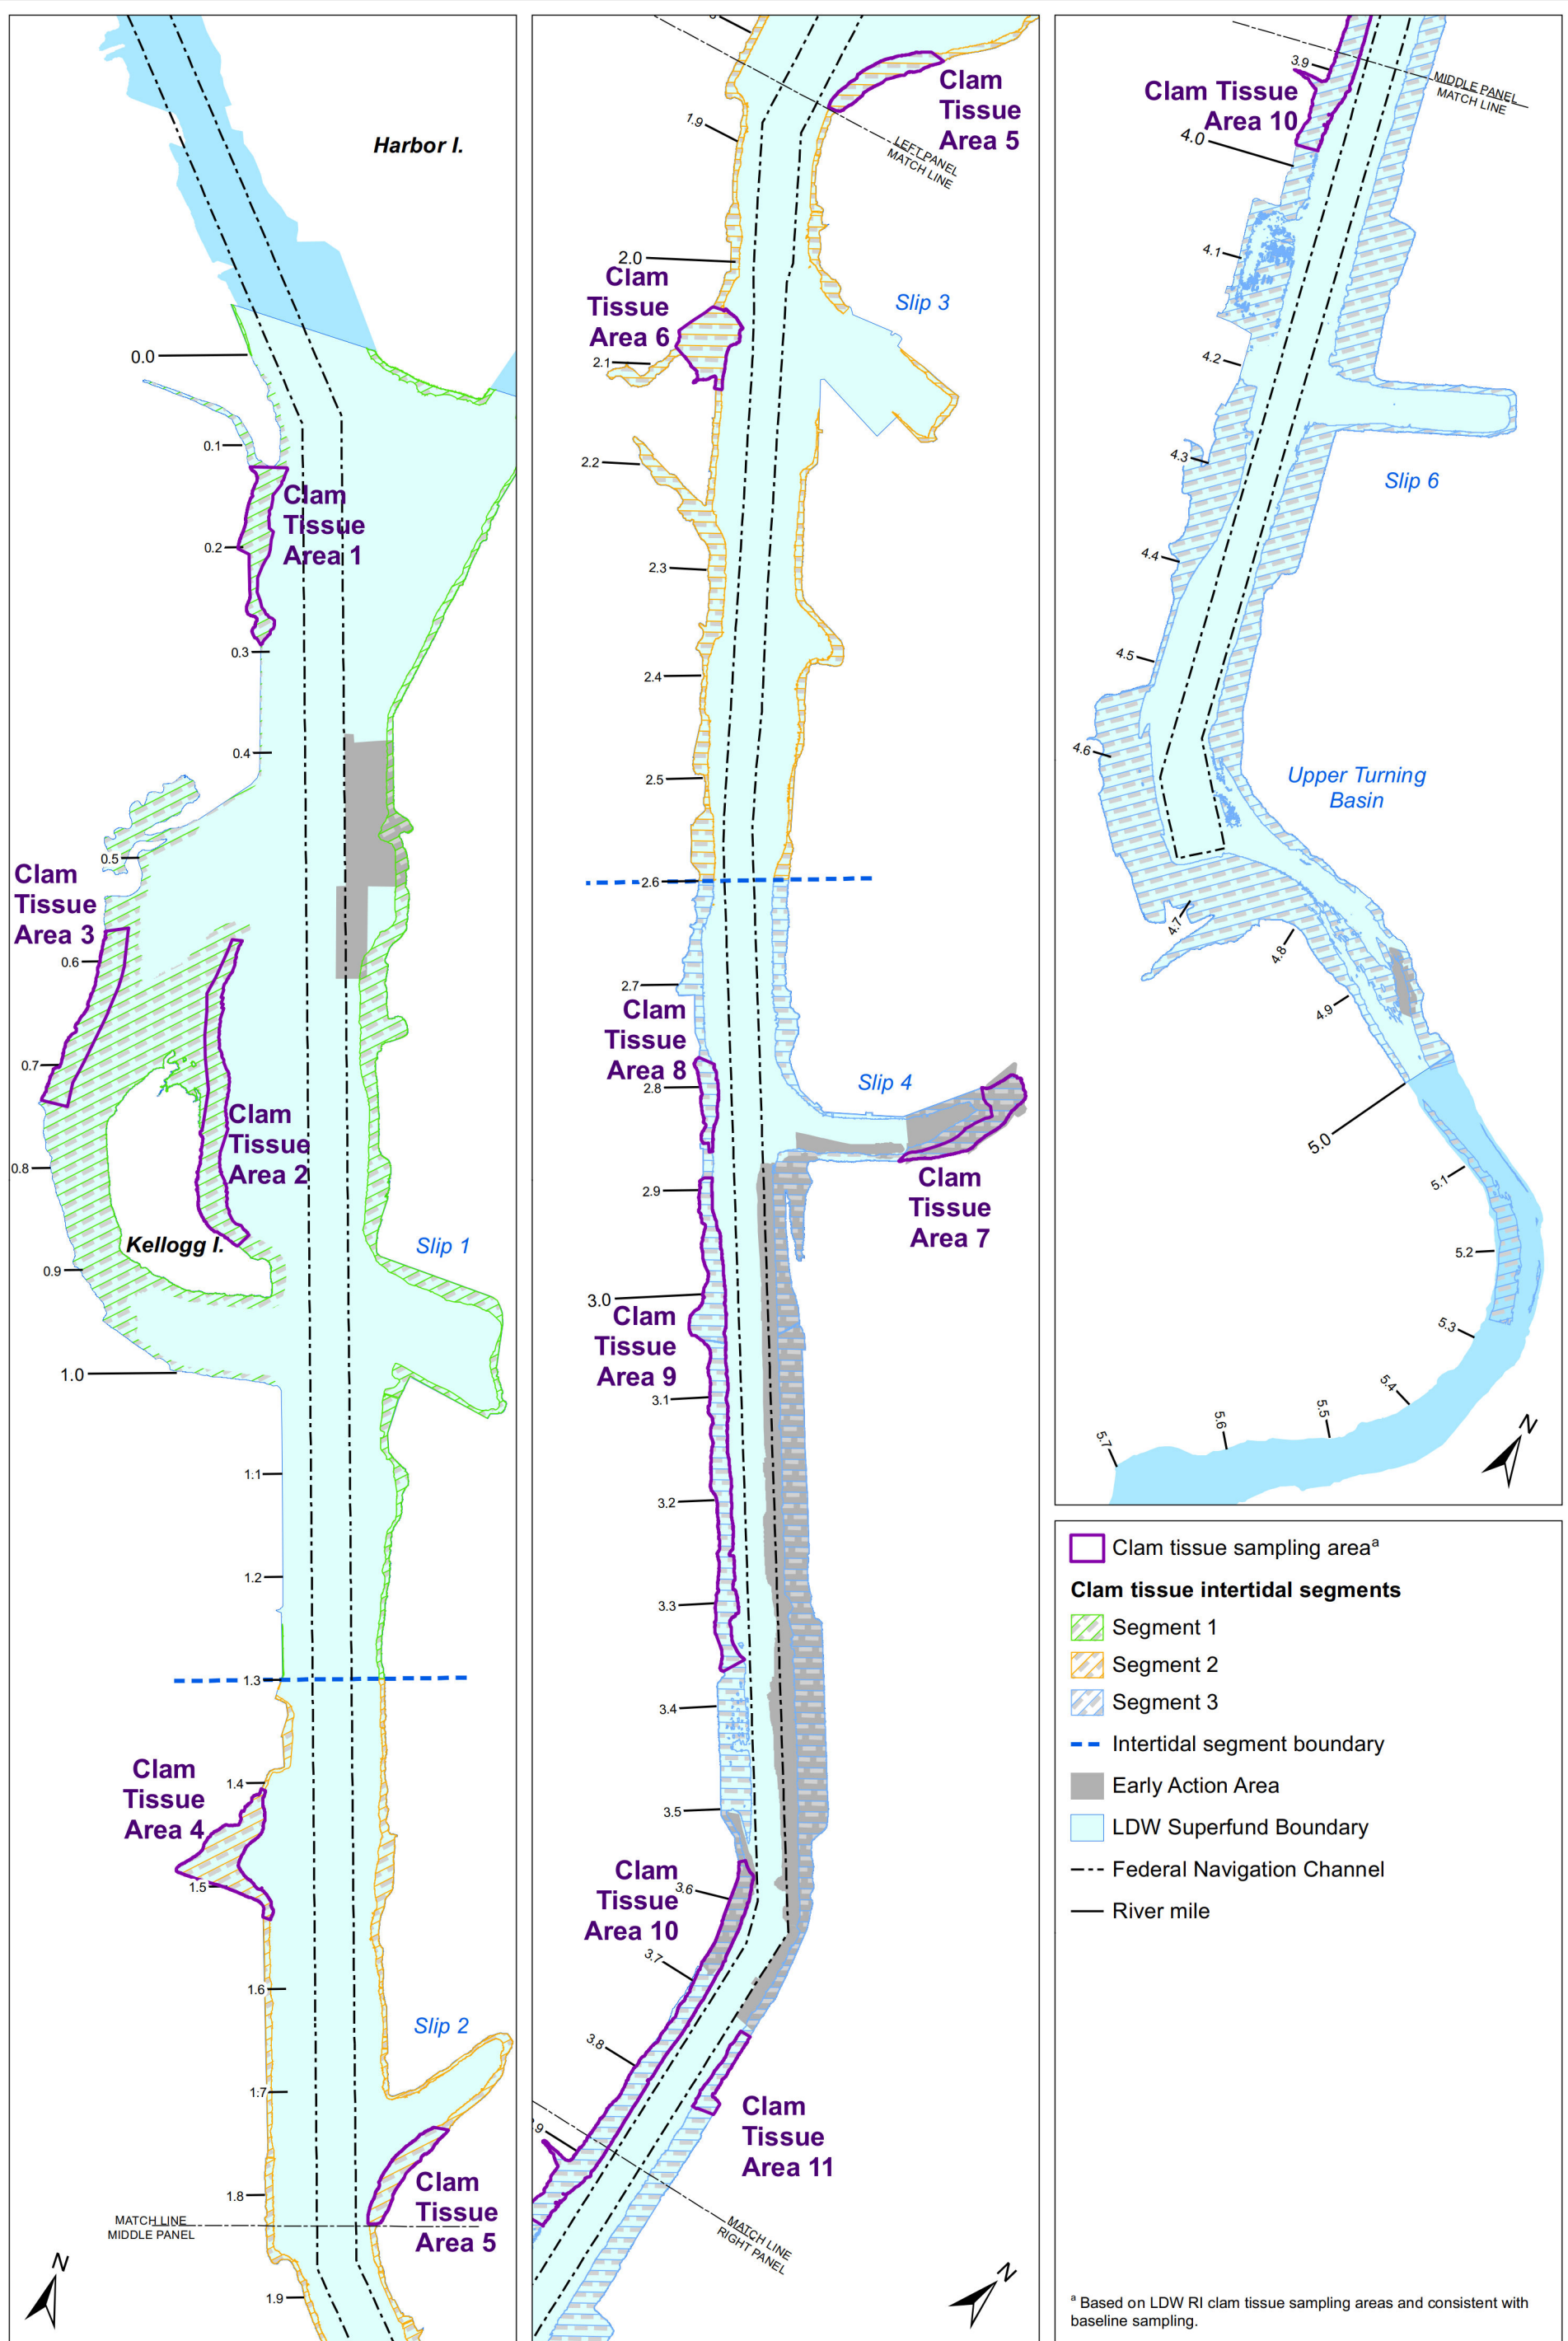 Harbor I.
0.0
0.1
Clam
Tissue
Area 1
0.2
0.3
0.4
0.5
Clam
Tissue
Area 3
0.6
0.7
Clam
Tissue
Area 2
0.8
Kellogg I.
Slip 1
0.9
1.0
1.1
1.2
1.3
Clam
Tissue
Area 4
1.4
1.5
1.6
Slip 2
1.7
1.8
Clam
Tissue
Area 5
MATCH LINE
MIDDLE PANEL
1.9
N
Clam
Tissue
Area 5
1.9
LEFT PANEL
MATCH LINE
2.0
Clam
Tissue
Area 6
Slip 3
2.1
2.2
2.3
2.4
2.5
2.6
2.7
Clam
Tissue
Area 8
2.8
Slip 4
Clam
Tissue
Area 7
2.9
3.0
Clam
Tissue
Area 9
3.1
3.2
3.3
3.4
3.5
Clam
Tissue
Area 10
3.6
3.7
3.8
Clam
Tissue
Area 11
.9
MATCH LINE
RIGHT PANEL
N
3.9
MIDDLE PANEL
MATCH LINE
Clam Tissue
Area 10
4.0
4.1
4.2
4.3
Slip 6
4.4
4.5
4.6
Upper Turning
Basin
4.7
4.8
4.9
5.0
5.1
5.2
5.3
5.4
5.5
5.6
5.7
N
Clam tissue sampling areaᵃ
Clam tissue intertidal segments
Segment 1
Segment 2
Segment 3
Intertidal segment boundary
Early Action Area
LDW Superfund Boundary
Federal Navigation Channel
River mile
ᵃ Based on LDW RI clam tissue sampling areas and consistent with
baseline sampling.